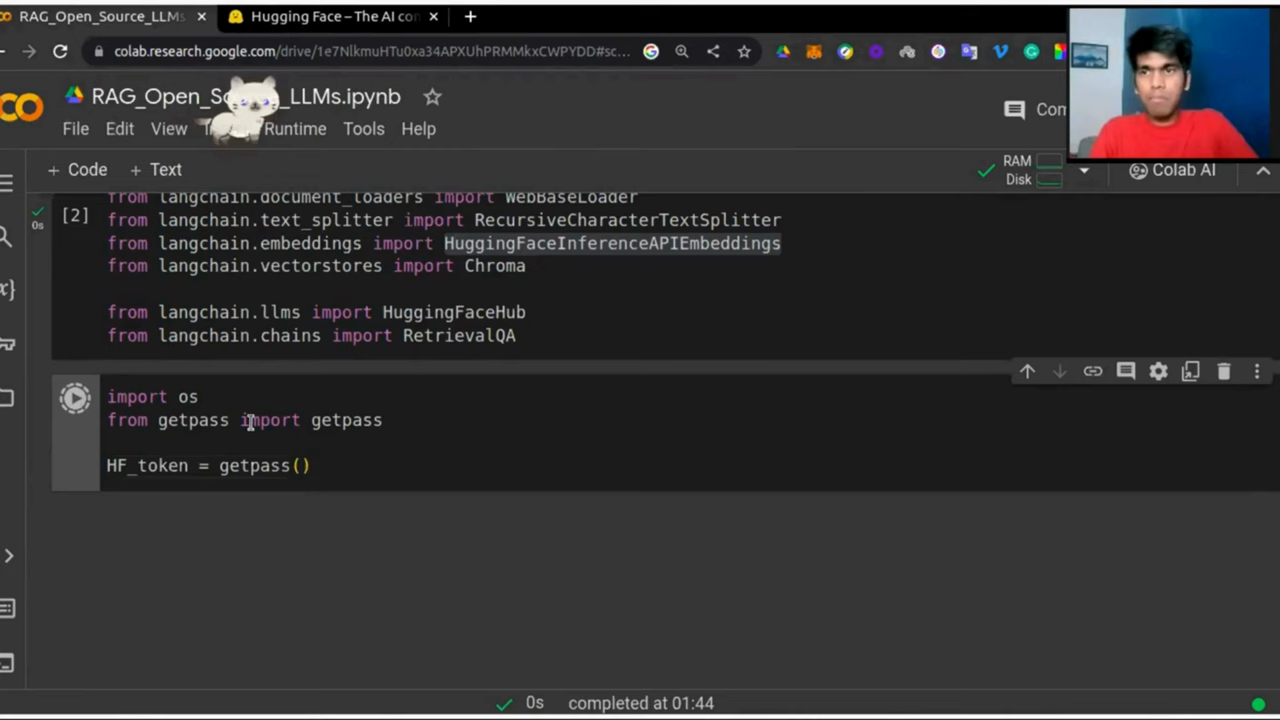 RAG_Open_Source_LLMs
Hugging Face – The AI con
colab.research.google.com/drive/1e7NlkmuHTu0xa34APXUhPRMMkxCWPYDD#sc...
RAG_Open_S LLMs.ipynb
File Edit View Runtime Tools Help
+ Code + Text
RAM
Disk
Colab AI
from langchain.document_loaders import WebBaseLoader
[2]
0s
from langchain.text_splitter import RecursiveCharacterTextSplitter
from langchain.embeddings import HuggingFaceInferenceAPIEmbeddings
from langchain.vectorstores import Chroma
from langchain.llms import HuggingFaceHub
from langchain.chains import RetrievalQA
import os
from getpass import getpass
HF_token = getpass()
0s completed at 01:44